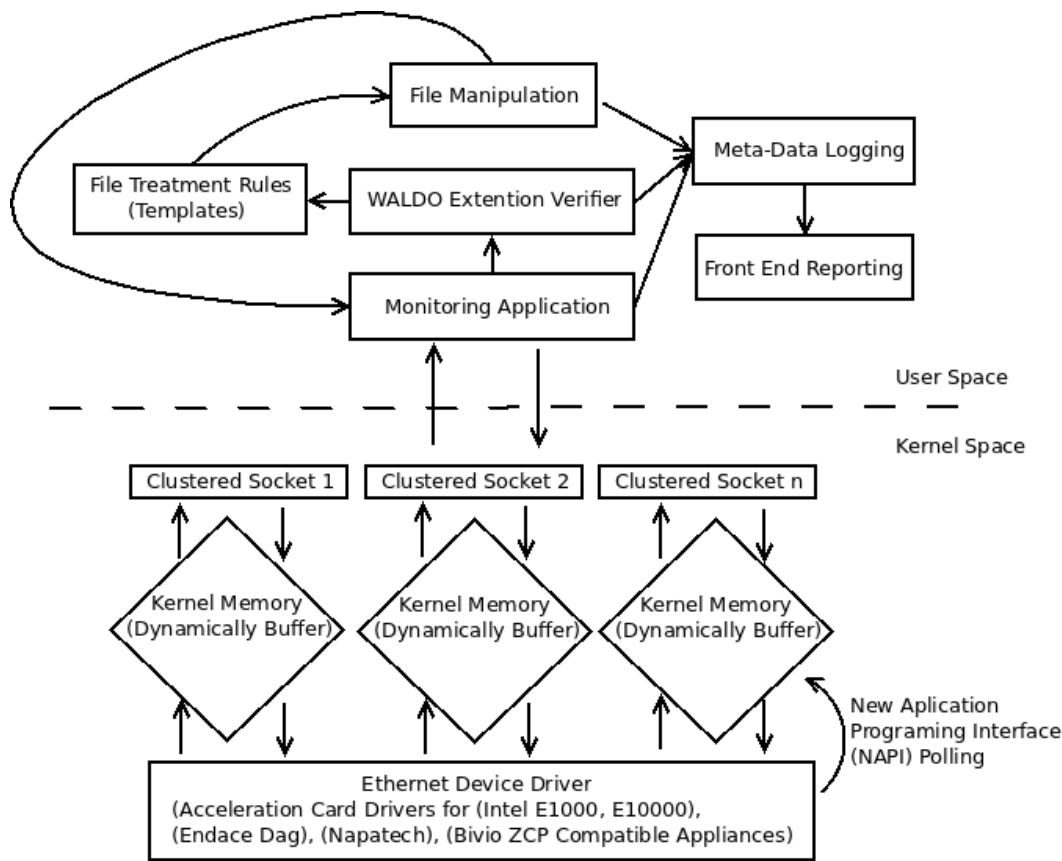 File Manipulation
Meta-Data Logging
File Treatment Rules
(Templates)
WALDO Extention Verifier
Front End Reporting
Monitoring Application
User Space
Kernel Space
Clustered Socket 1
Clustered Socket 2
Clustered Socket n
Kernel Memory
(Dynamically Buffer)
Kernel Memory
(Dynamically Buffer)
Kernel Memory
(Dynamically Buffer)
New Aplication
Programing Interface
(NAPI) Polling
Ethernet Device Driver
(Acceleration Card Drivers for (Intel E1000, E10000),
(Endace Dag), (Napatech), (Bivio ZCP Compatible Appliances)